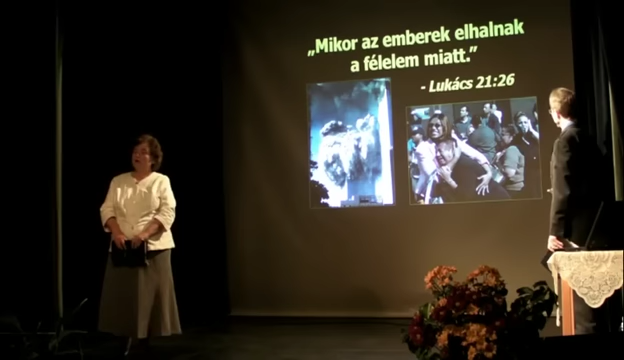 „Mikor az emberek elhalnak
a félelem miatt.”
- Lukács 21:26